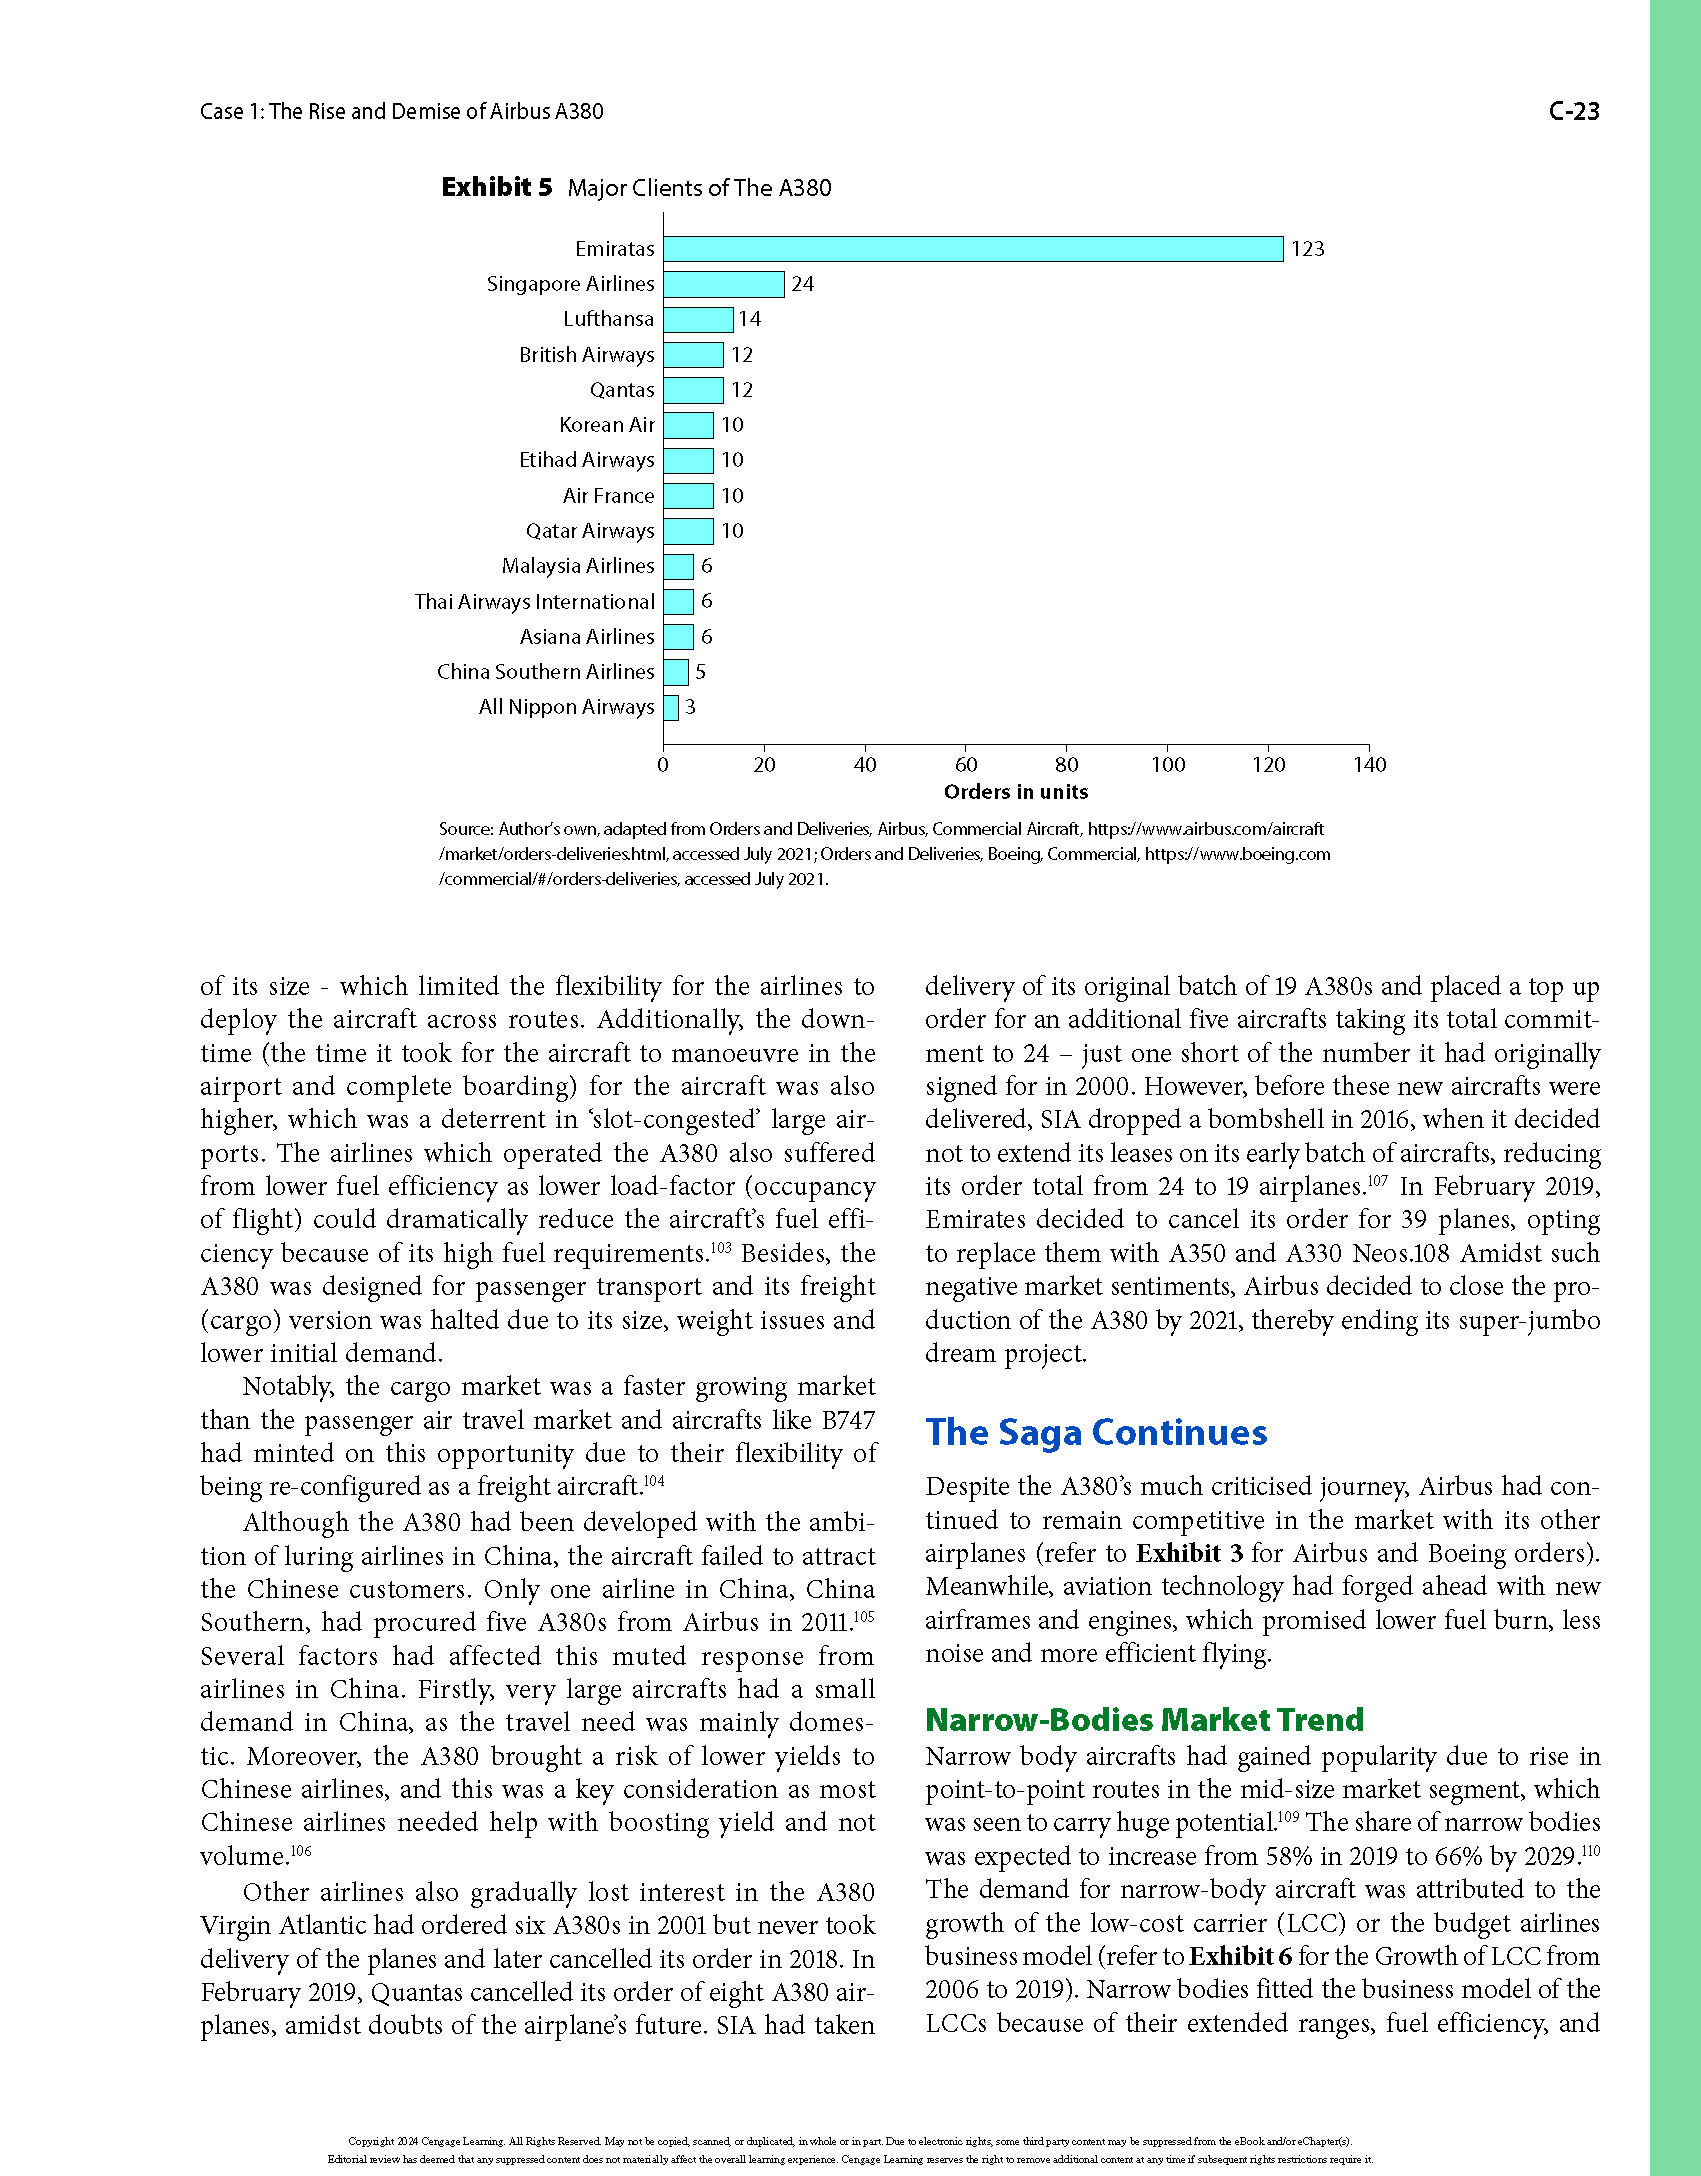 Case 1: The Rise and Demise of Airbus A380
C-23
Exhibit 5 Major Clients of The A380
Emiratas 123
Singapore Airlines 24
Lufthansa 14
British Airways 12
Qantas 12
Korean Air 10
Etihad Airways 10
Air France 10
Qatar Airways 10
Malaysia Airlines 6
Thai Airways International 6
Asiana Airlines 6
China Southern Airlines 5
All Nippon Airways 3
0 20 40 60 80 100 120 140
Orders in units
Source: Author’s own, adapted from Orders and Deliveries, Airbus, Commercial Aircraft, https://www.airbus.com/aircraft
/market/orders-deliveries.html, accessed July 2021; Orders and Deliveries, Boeing, Commercial, https://www.boeing.com
/commercial/#/orders-deliveries, accessed July 2021.
of its size - which limited the flexibility for the airlines to
deploy the aircraft across routes. Additionally, the down-
time (the time it took for the aircraft to manoeuvre in the
airport and complete boarding) for the aircraft was also
higher, which was a deterrent in ‘slot-congested’ large air-
ports. The airlines which operated the A380 also suffered
from lower fuel efficiency as lower load-factor (occupancy
of flight) could dramatically reduce the aircraft’s fuel effi-
ciency because of its high fuel requirements.103 Besides, the
A380 was designed for passenger transport and its freight
(cargo) version was halted due to its size, weight issues and
lower initial demand.
Notably, the cargo market was a faster growing market
than the passenger air travel market and aircrafts like B747
had minted on this opportunity due to their flexibility of
being re-configured as a freight aircraft.104
Although the A380 had been developed with the ambi-
tion of luring airlines in China, the aircraft failed to attract
the Chinese customers. Only one airline in China, China
Southern, had procured five A380s from Airbus in 2011.105
Several factors had affected this muted response from
airlines in China. Firstly, very large aircrafts had a small
demand in China, as the travel need was mainly domes-
tic. Moreover, the A380 brought a risk of lower yields to
Chinese airlines, and this was a key consideration as most
Chinese airlines needed help with boosting yield and not
volume.106
Other airlines also gradually lost interest in the A380
Virgin Atlantic had ordered six A380s in 2001 but never took
delivery of the planes and later cancelled its order in 2018. In
February 2019, Quantas cancelled its order of eight A380 air-
planes, amidst doubts of the airplane’s future. SIA had taken
delivery of its original batch of 19 A380s and placed a top up
order for an additional five aircrafts taking its total commit-
ment to 24 – just one short of the number it had originally
signed for in 2000. However, before these new aircrafts were
delivered, SIA dropped a bombshell in 2016, when it decided
not to extend its leases on its early batch of aircrafts, reducing
its order total from 24 to 19 airplanes.107 In February 2019,
Emirates decided to cancel its order for 39 planes, opting
to replace them with A350 and A330 Neos.108 Amidst such
negative market sentiments, Airbus decided to close the pro-
duction of the A380 by 2021, thereby ending its super-jumbo
dream project.
The Saga Continues
Despite the A380’s much criticised journey, Airbus had con-
tinued to remain competitive in the market with its other
airplanes (refer to Exhibit 3 for Airbus and Boeing orders).
Meanwhile, aviation technology had forged ahead with new
airframes and engines, which promised lower fuel burn, less
noise and more efficient flying.
Narrow-Bodies Market Trend
Narrow body aircrafts had gained popularity due to rise in
point-to-point routes in the mid-size market segment, which
was seen to carry huge potential.109 The share of narrow bodies
was expected to increase from 58% in 2019 to 66% by 2029.110
The demand for narrow-body aircraft was attributed to the
growth of the low-cost carrier (LCC) or the budget airlines
business model (refer to Exhibit 6 for the Growth of LCC from
2006 to 2019). Narrow bodies fitted the business model of the
LCCs because of their extended ranges, fuel efficiency, and
Copyright 2024 Cengage Learning. All Rights Reserved. May not be copied, scanned, or duplicated, in whole or in part. Due to electronic rights, some third party content may be suppressed from the eBook and/or eChapter(s).
Editorial review has deemed that any suppressed content does not materially affect the overall learning experience. Cengage Learning reserves the right to remove additional content at any time if subsequent rights restrictions require it.